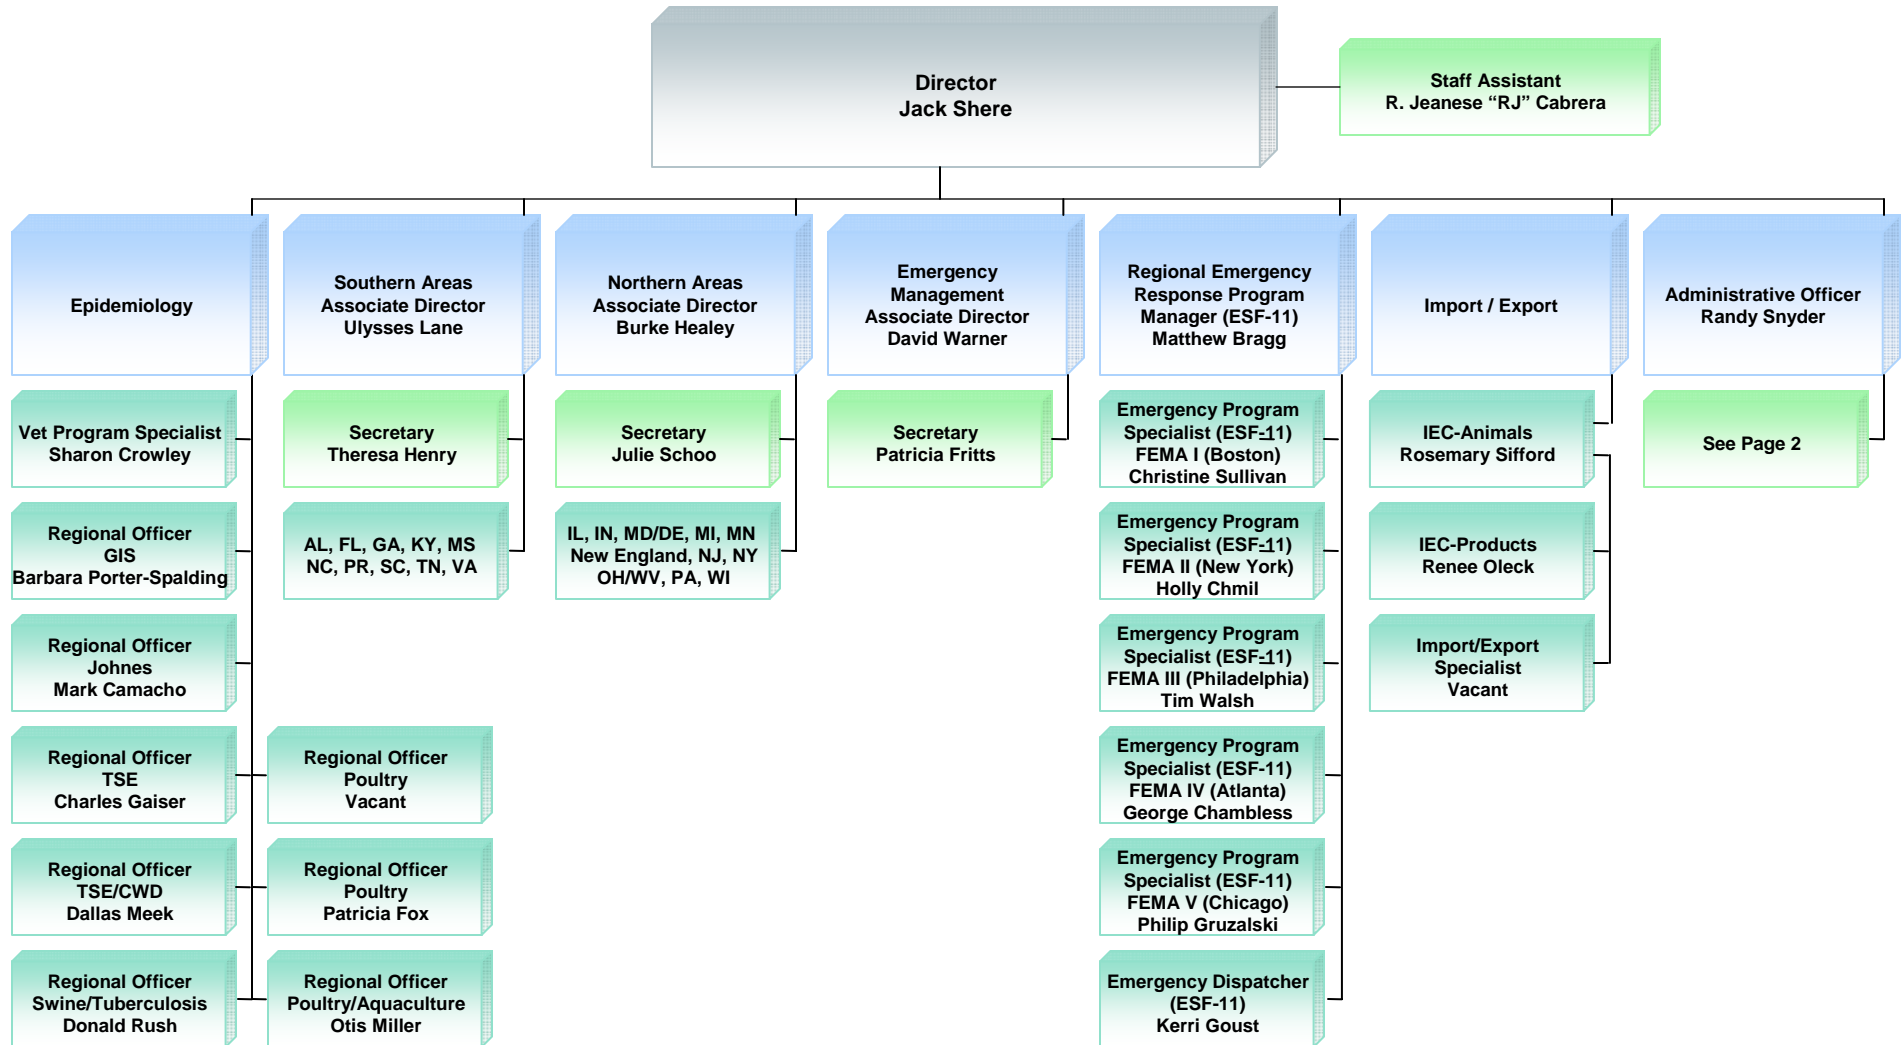 Director
Jack Shere
Staff Assistant
R. Jeanese “RJ” Cabrera
Epidemiology
Southern Areas
Associate Director
Ulysses Lane
Northern Areas
Associate Director
Burke Healey
Emergency
Management
Associate Director
David Warner
Regional Emergency
Response Program
Manager (ESF-11)
Matthew Bragg
Import / Export
Administrative Officer
Randy Snyder
Vet Program Specialist
Sharon Crowley
Secretary
Theresa Henry
Secretary
Julie Schoo
Secretary
Patricia Fritts
Emergency Program
Specialist (ESF-11)
FEMA I (Boston)
Christine Sullivan
IEC-Animals
Rosemary Sifford
See Page 2
Regional Officer
GIS
Barbara Porter-Spalding
AL, FL, GA, KY, MS
NC, PR, SC, TN, VA
IL, IN, MD/DE, MI, MN
New England, NJ, NY
OH/WV, PA, WI
Emergency Program
Specialist (ESF-11)
FEMA II (New York)
Holly Chmil
IEC-Products
Renee Oleck
Regional Officer
Johnes
Mark Camacho
Emergency Program
Specialist (ESF-11)
FEMA III (Philadelphia)
Tim Walsh
Import/Export
Specialist
Vacant
Regional Officer
TSE
Charles Gaiser
Regional Officer
Poultry
Vacant
Emergency Program
Specialist (ESF-11)
FEMA IV (Atlanta)
George Chambless
Regional Officer
TSE/CWD
Dallas Meek
Regional Officer
Poultry
Patricia Fox
Emergency Program
Specialist (ESF-11)
FEMA V (Chicago)
Philip Gruzalski
Regional Officer
Swine/Tuberculosis
Donald Rush
Regional Officer
Poultry/Aquaculture
Otis Miller
Emergency Dispatcher
(ESF-11)
Kerri Goust